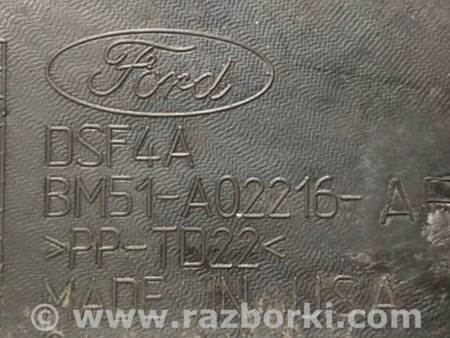 Ford
DSF4A
BM51-A02216-A
>PP-TD22<
MADE IN USA
© www.razborki.com